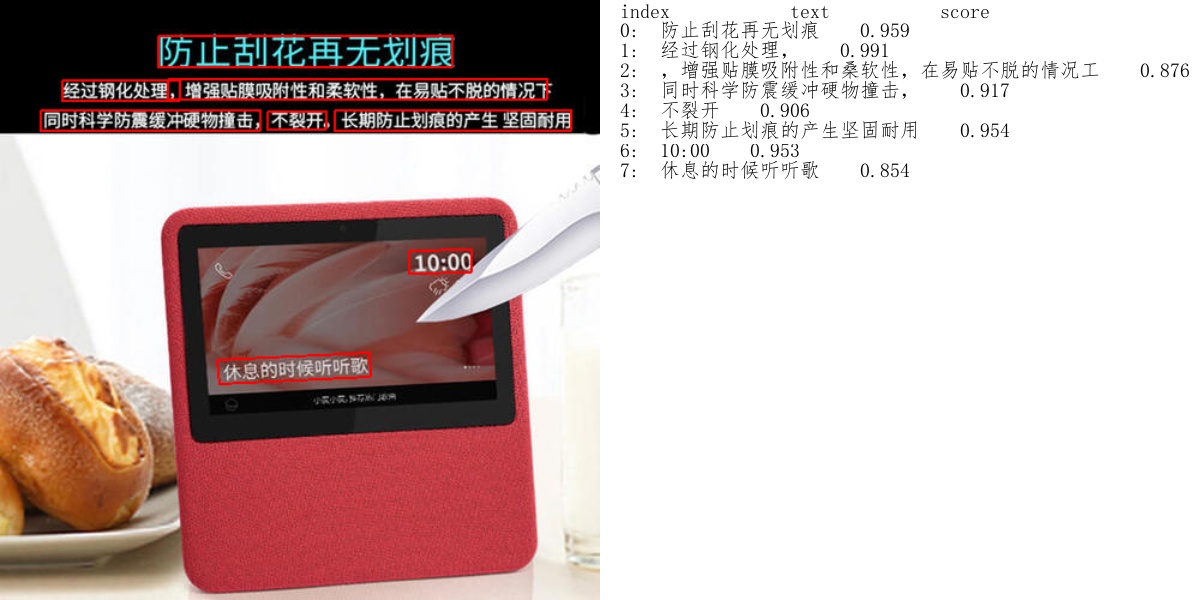 防止刮花再无划痕
经过钢化处理，增强贴膜吸附性和柔软性，在易贴不脱的情况下
同时科学防震缓冲硬物撞击，不裂开。长期防止划痕的产生 坚固耐用
10:00
休息的时候听听歌
index text score
0: 防止刮花再无划痕 0.959
1: 经过钢化处理， 0.991
2: ，增强贴膜吸附性和桑软性，在易贴不脱的情况工 0.876
3: 同时科学防震缓冲硬物撞击， 0.917
4: 不裂开 0.906
5: 长期防止划痕的产生坚固耐用 0.954
6: 10:00 0.953
7: 休息的时候听听歌 0.854